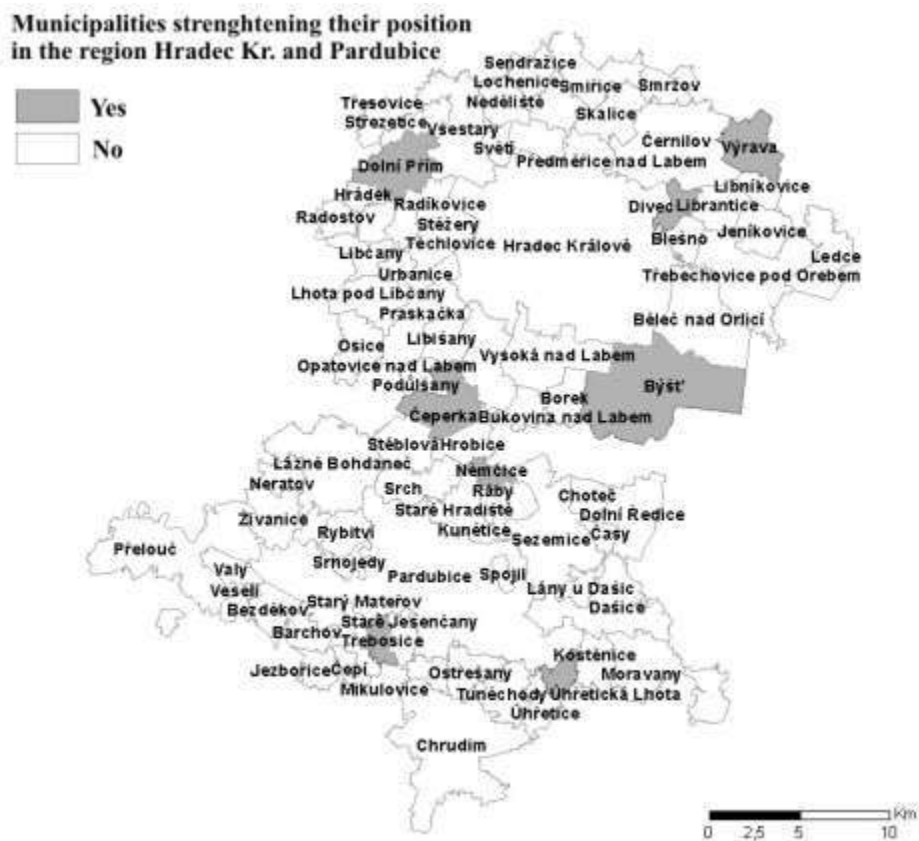 Municipalities strenghtening their position
in the region Hradec Kr. and Pardubice
Yes
No
Sendražice
Lochenice
Smiřice
Smržov
Neděliště
Třesovice
Střezetice
Všestary
Skalice
Světí
Černilov
Výrava
Dolní Přím
Předměřice nad Labem
Hrádek
Radíkovice
Libníkovice
Divec
Librantice
Radostov
Stěžery
Blešno
Jeníkovice
Těchlovice
Hradec Králové
Libčany
Ledce
Urbanice
Třebechovice pod Orebem
Lhota pod Libčany
Praskačka
Běleč nad Orlicí
Osice
Libišany
Vysoká nad Labem
Opatovice nad Labem
Podůlšany
Býšť
Borek
Čeperka
Bukovina nad Labem
Stéblová
Hrobice
Lázně Bohdaneč
Němčice
Neratov
Srch
Ráby
Choteč
Staré Hradiště
Dolní Ředice
Živanice
Rybitví
Kunětice
Sezemice
Časy
Přelouč
Srnojedy
Valy
Pardubice
Spojil
Veselí
Lány u Dašic
Bezděkov
Starý Mateřov
Dašice
Staré Jesenčany
Barchov
Třebosice
Kostěnice
Jezbořice
Čepí
Ostřešany
Moravany
Mikulovice
Tuněchody
Úhřetická Lhota
Úhřetice
Chrudim
Km
0 2,5 5 10